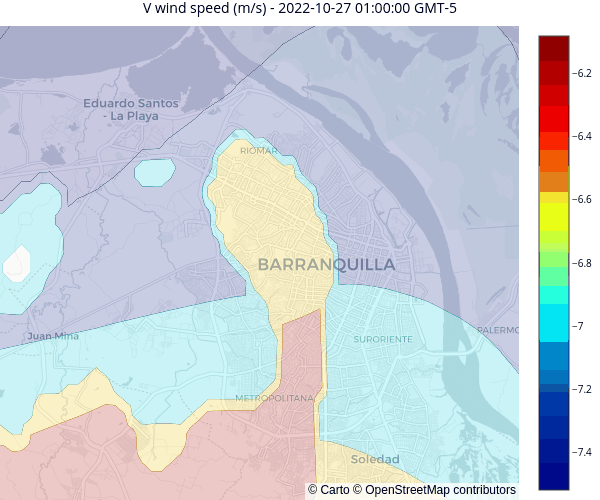 V wind speed (m/s) - 2022-10-27 01:00:00 GMT-5
Eduardo Santos
- La Playa
RIOMAR
BARRANQUILLA
Juan Mina
SURORIENTE
PALERMO
METROPOLITANA
Soledad
−6.2
−6.4
−6.6
−6.8
−7
−7.2
−7.4
© Carto © OpenStreetMap contributors